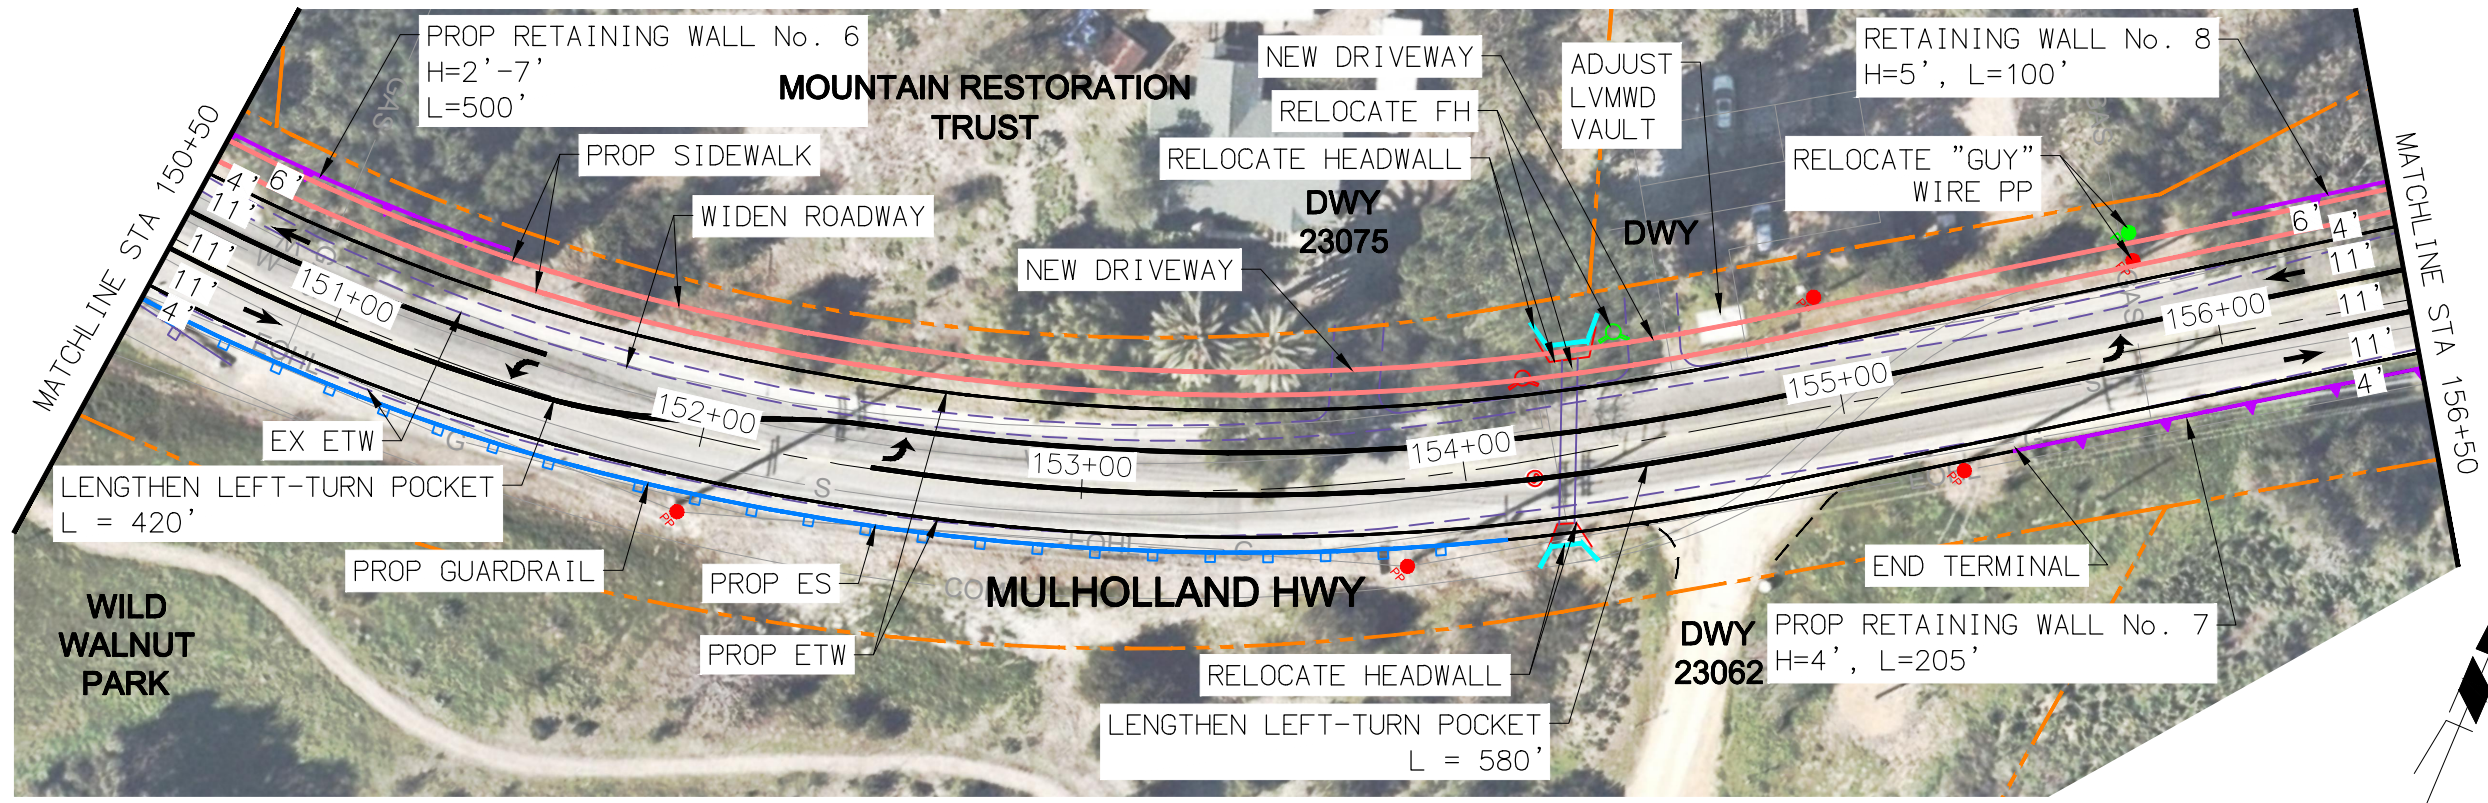 PROP RETAINING WALL No. 6
H=2'-7'
L=500'
MOUNTAIN RESTORATION
TRUST
NEW DRIVEWAY
RELOCATE FH
RELOCATE HEADWALL
ADJUST
LVMWD
VAULT
RETAINING WALL No. 8
H=5', L=100'
RELOCATE "GUY"
WIRE PP
MATCHLINE STA 150+50
PROP SIDEWALK
WIDEN ROADWAY
NEW DRIVEWAY
DWY
23075
DWY
MATCHLINE STA 156+50
GAS
4'
6'
11'
11'
11'
4'
6'
4'
11'
11'
11'
4'
151+00
152+00
153+00
154+00
155+00
156+00
EX ETW
LENGTHEN LEFT-TURN POCKET
L = 420'
PROP GUARDRAIL
PROP ES
PROP ETW
MULHOLLAND HWY
WILD
WALNUT
PARK
RELOCATE HEADWALL
LENGTHEN LEFT-TURN POCKET
L = 580'
END TERMINAL
DWY
23062
PROP RETAINING WALL No. 7
H=4', L=205'
PP
PP
PP
S
G
GAS